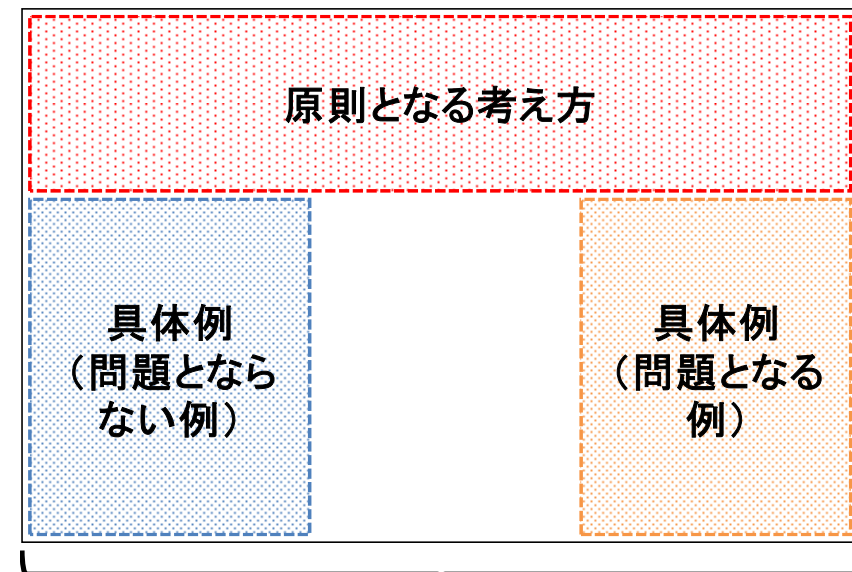 原則となる考え方
具体例
（問題となら
ない例）
具体例
（問題となる
例）